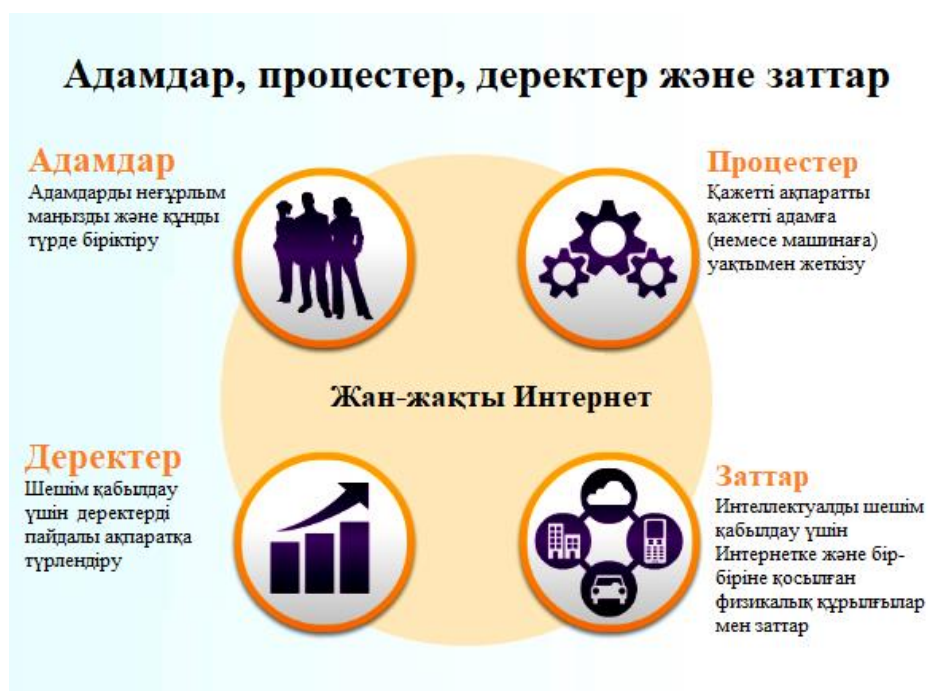 Адамдар, процестер, деректер және заттар
Адамдар
Адамдарды неғұрлым
маңызды және құнды
түрде біріктіру
Процестер
Қажетті ақпаратты
қажетті адамға
(немесе машинаға)
уақтымен жеткізу
Жан-жақты Интернет
Деректер
Шешім қабылдау
үшін деректерді
пайдалы ақпаратқа
түрлендіру
Заттар
Интеллектуалды шешім
қабылдау үшін
Интернетке және бір-
біріне қосылған
физикалық құрылғылар
мен заттар